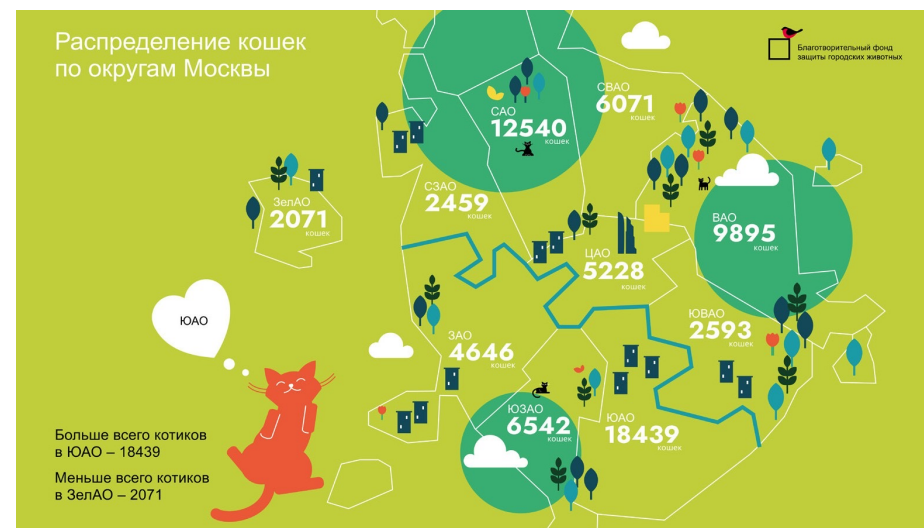 Распределение кошек
по округам Москвы
Благотворительный фонд
защиты городских животных
САО
12540
кошек
СВАО
6071
кошек
СЗАО
2459
кошек
ЗелАО
2071
кошек
ВАО
9895
кошек
ЦАО
5228
кошек
ЮВАО
2593
кошек
ЮАО
ЗАО
4646
кошек
ЮЗАО
6542
кошек
ЮАО
18439
кошек
Больше всего котиков
в ЮАО – 18439
Меньше всего котиков
в ЗелАО – 2071